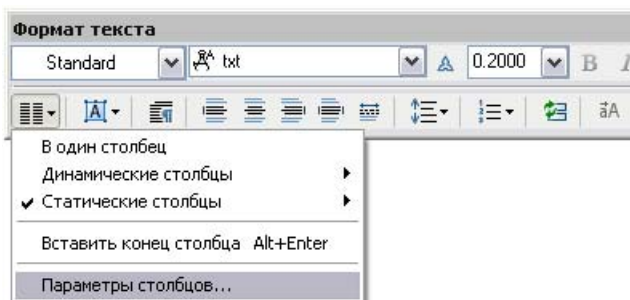 Формат текста
Standard txt 0.2000 B I
āA
В один столбец
Динамические столбцы
Статические столбцы
Вставить конец столбца Alt+Enter
Параметры столбцов...